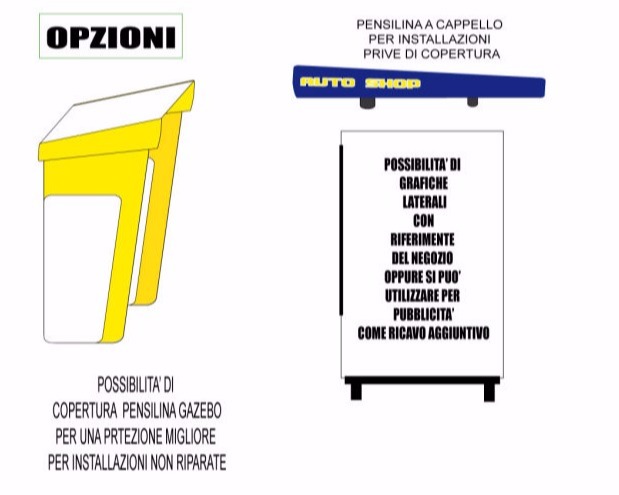 OPZIONI
PENSILINA A CAPPELLO
PER INSTALLAZIONI
PRIVE DI COPERTURA
AUTO SHOP
POSSIBILITA' DI
GRAFICHE
LATERALI
CON
RIFERIMENTE
DEL NEGOZIO
OPPURE SI PUO'
UTILIZZARE PER
PUBBLICITA'
COME RICAVO AGGIUNTIVO
POSSIBILITA' DI
COPERTURA PENSILINA GAZEBO
PER UNA PRTEZIONE MIGLIORE
PER INSTALLAZIONI NON RIPARATE